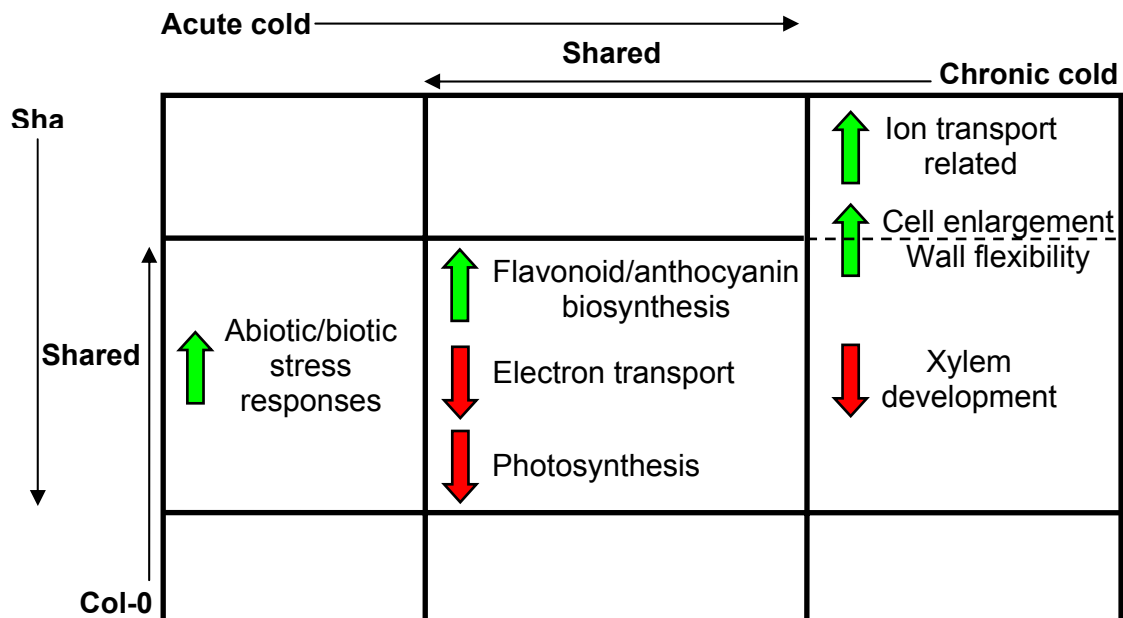 Acute cold
Shared
Chronic cold
Sha
Ion transport
related
Cell enlargement
Wall flexibility
Flavonoid/anthocyanin
biosynthesis
Abiotic/biotic
stress
responses
Shared
Electron transport
Xylem
development
Photosynthesis
Col-0